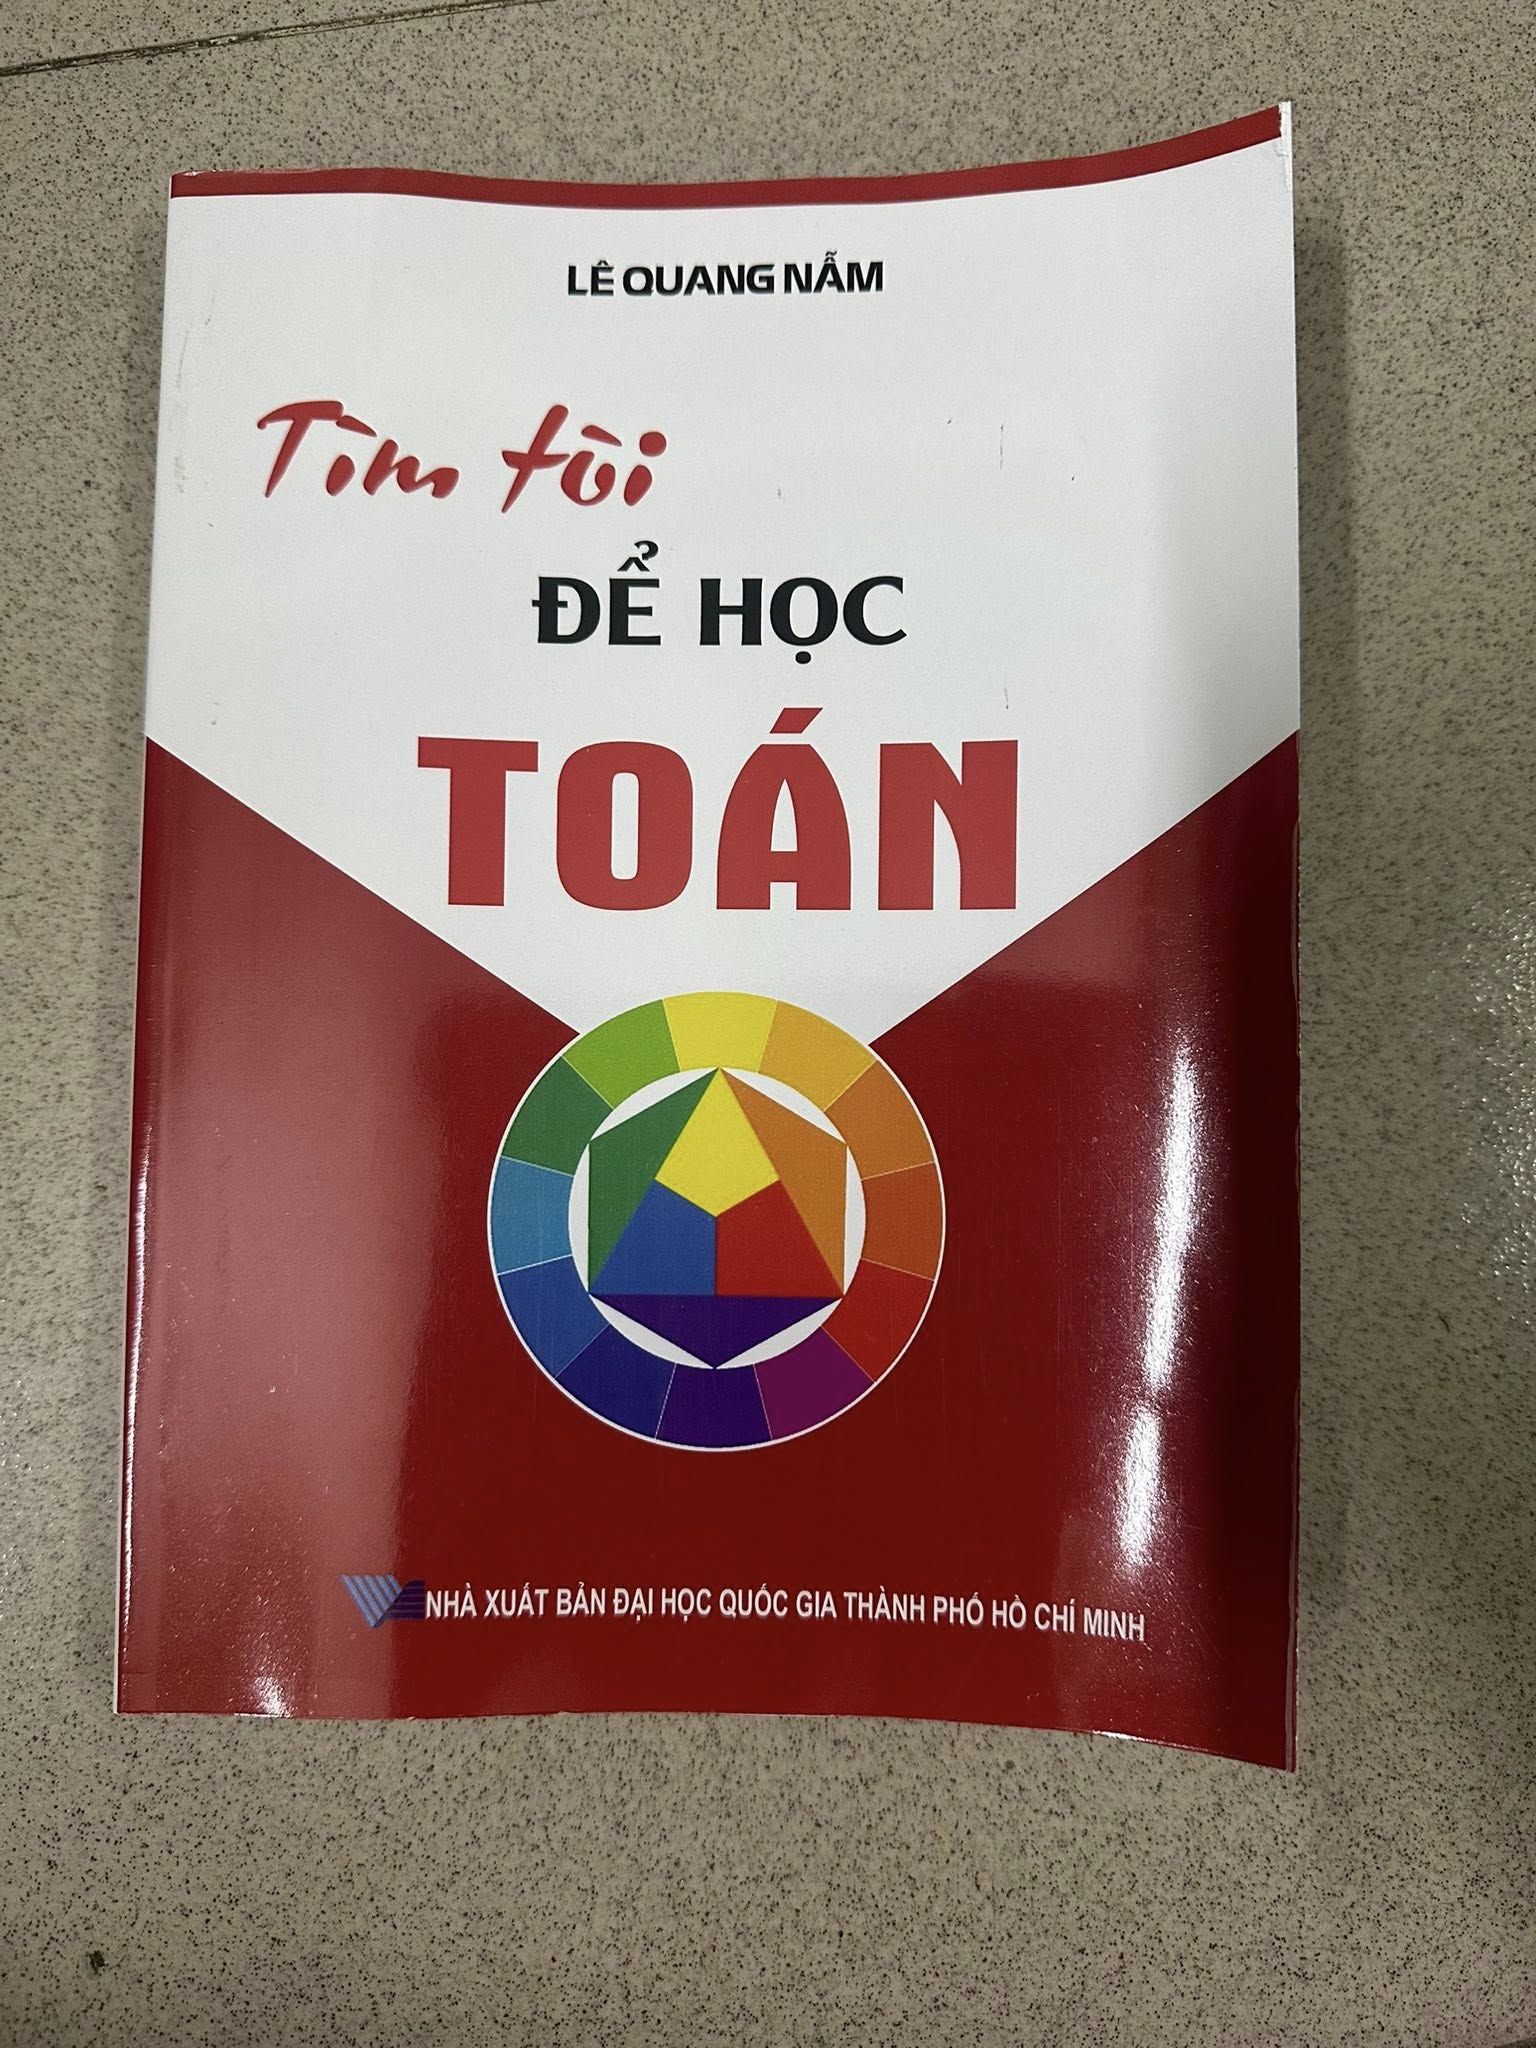 LÊ QUANG NẪM
Tìm tòi
ĐỂ HỌC
TOÁN
NHÀ XUẤT BẢN ĐẠI HỌC QUỐC GIA THÀNH PHỐ HỒ CHÍ MINH